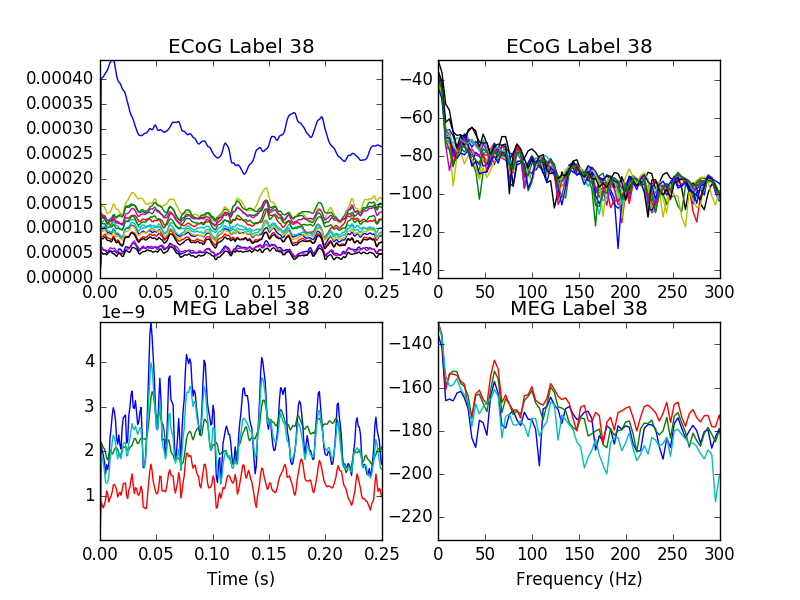 ECoG Label 38
ECoG Label 38
0.00040
0.00035
0.00030
0.00025
0.00020
0.00015
0.00010
0.00005
0.00000
0.00 0.05 0.10 0.15 0.20 0.25
−40
−60
−80
−100
−120
−140
0 50 100 150 200 250 300
MEG Label 38
MEG Label 38
1e−9
4
3
2
1
0.00 0.05 0.10 0.15 0.20 0.25
Time (s)
−140
−160
−180
−200
−220
0 50 100 150 200 250 300
Frequency (Hz)